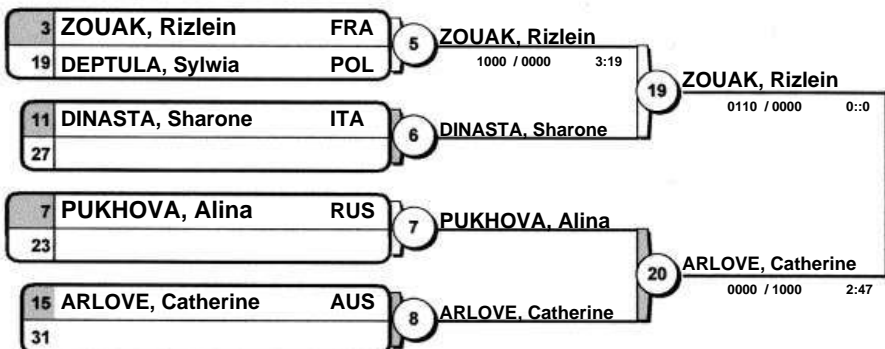 3 ZOUAK, Rizlein FRA
19 DEPTULA, Sylwia POL
5
ZOUAK, Rizlein
1000 / 0000 3:19
11 DINASTA, Sharone ITA
27
6
DINASTA, Sharone
19
ZOUAK, Rizlein
0110 / 0000 0::0
7 PUKHOVA, Alina RUS
23
7
PUKHOVA, Alina
15 ARLOVE, Catherine AUS
31
8
ARLOVE, Catherine
20
ARLOVE, Catherine
0000 / 1000 2:47